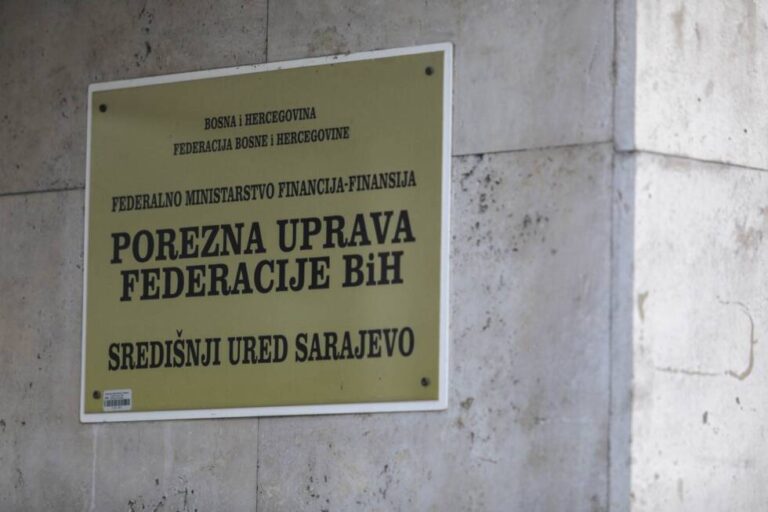 BOSNA i HERCEGOVINA
FEDERACIJA BOSNE i HERCEGOVINE
FEDERALNO MINISTARSTVO FINANCIJA-FINANSIJA
POREZNA UPRAVA
FEDERACIJE BiH
SREDIŠNJI URED SARAJEVO